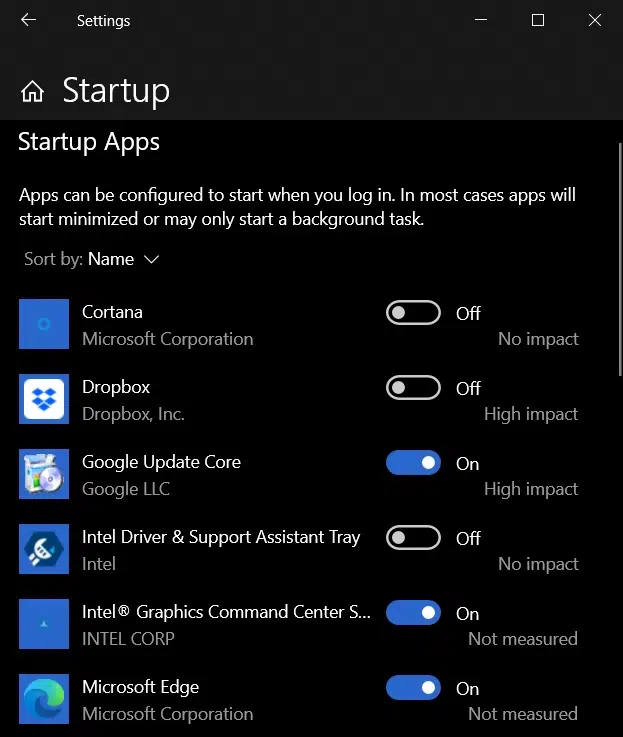 Settings
Startup
Startup Apps
Apps can be configured to start when you log in. In most cases apps will
start minimized or may only start a background task.
Sort by: Name
Cortana Off
Microsoft Corporation No impact
Dropbox Off
Dropbox, Inc. High impact
Google Update Core On
Google LLC High impact
Intel Driver & Support Assistant Tray Off
Intel No impact
Intel® Graphics Command Center S... On
INTEL CORP Not measured
Microsoft Edge On
Microsoft Corporation Not measured